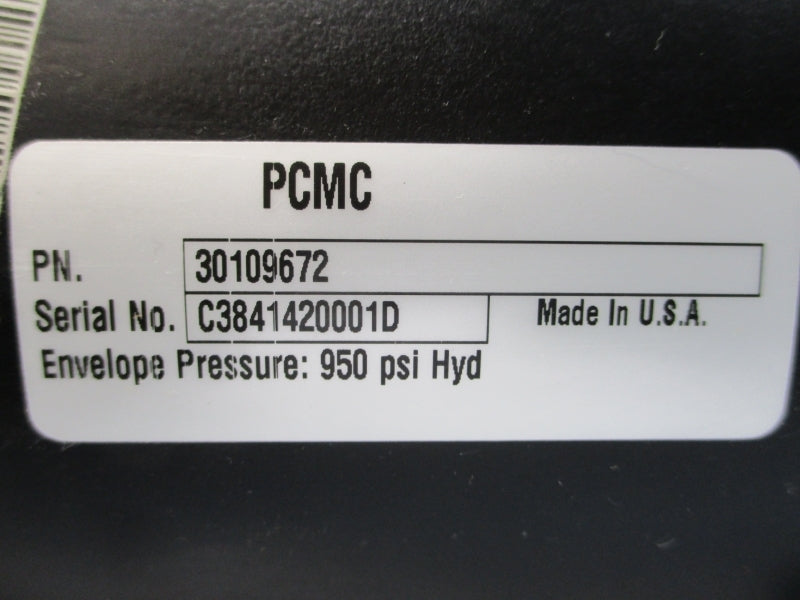 PCMC
PN. 30109672
Serial No. C3841420001D Made In U.S.A.
Envelope Pressure: 950 psi Hyd